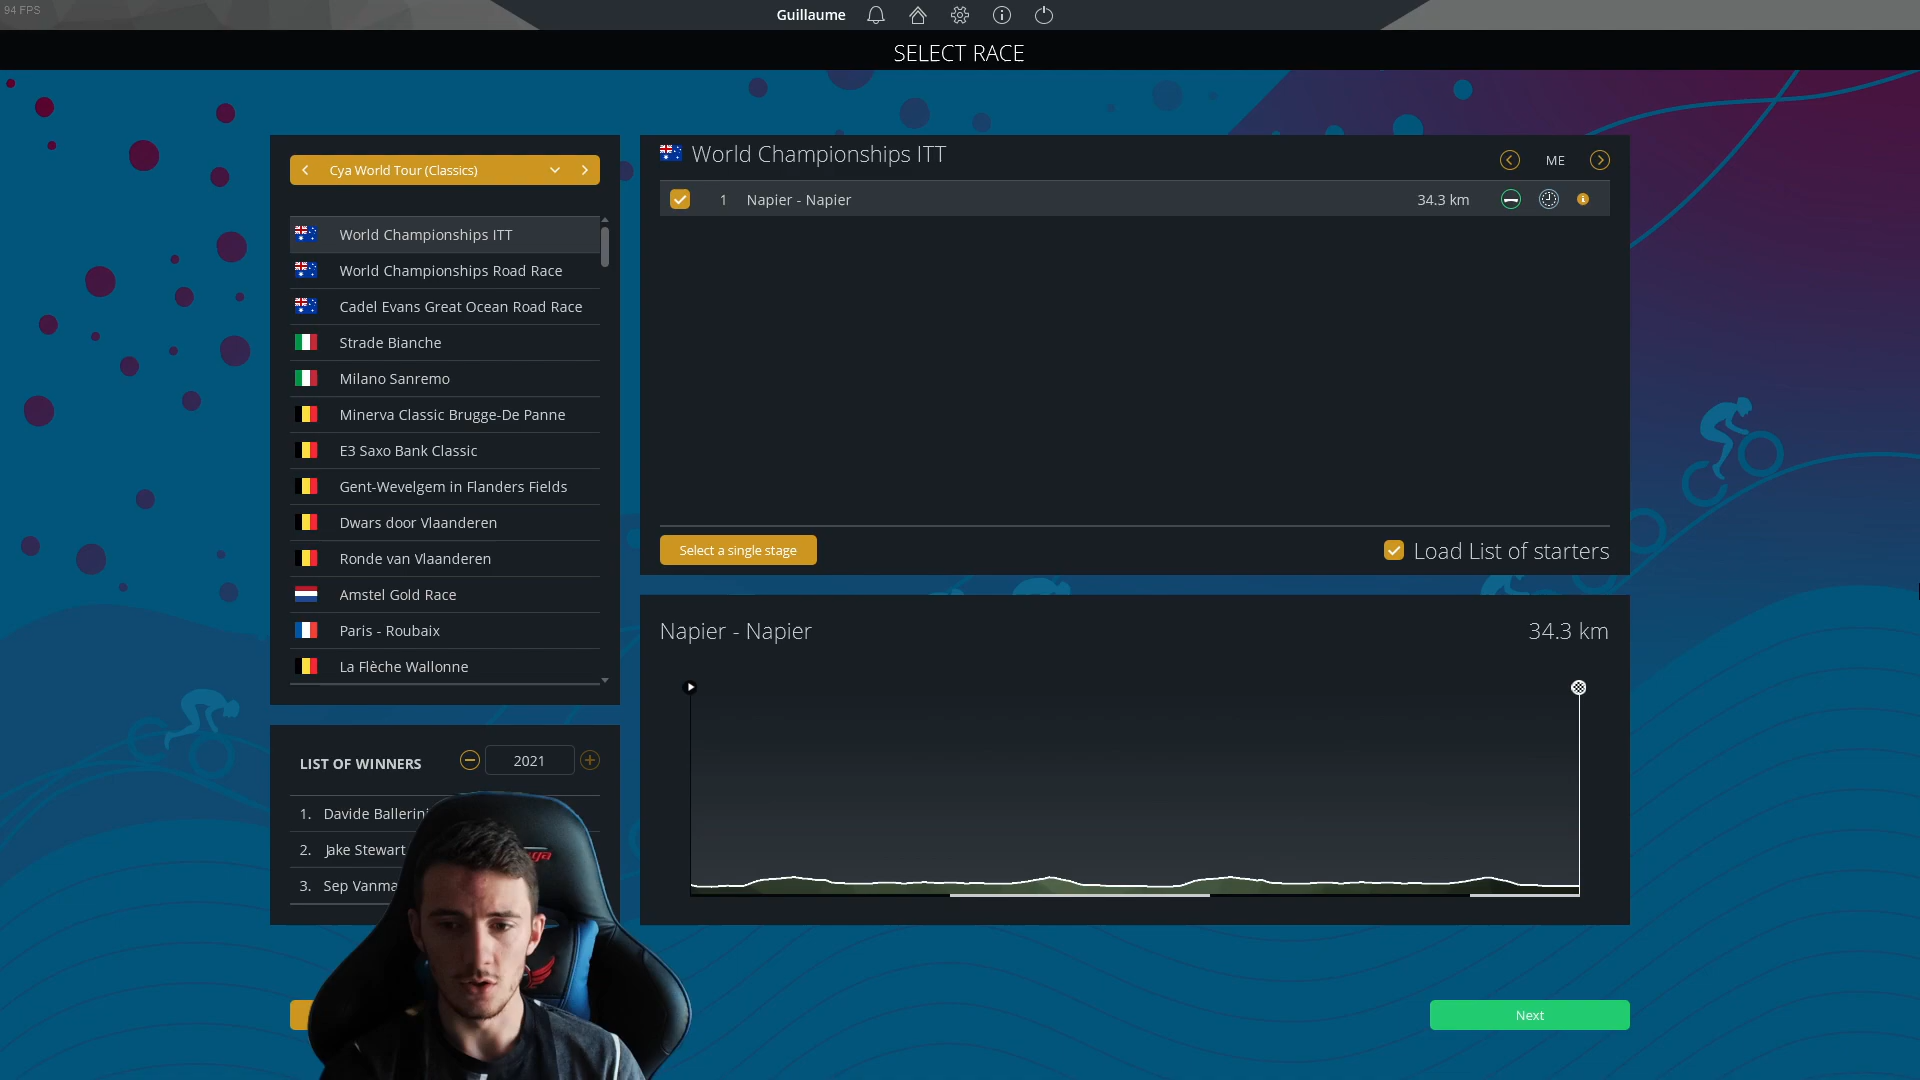 94 FPS
Guillaume
SELECT RACE
Cya World Tour (Classics)
World Championships ITT
World Championships Road Race
Cadel Evans Great Ocean Road Race
Strade Bianche
Milano Sanremo
Minerva Classic Brugge-De Panne
E3 Saxo Bank Classic
Gent-Wevelgem in Flanders Fields
Dwars door Vlaanderen
Ronde van Vlaanderen
Amstel Gold Race
Paris - Roubaix
La Flèche Wallonne
LIST OF WINNERS 2021
1. Davide Ballerini
2. Jake Stewart
3. Sep Vanma
World Championships ITT
ME
1 Napier - Napier 34.3 km
Select a single stage
Load List of starters
Napier - Napier 34.3 km
Next